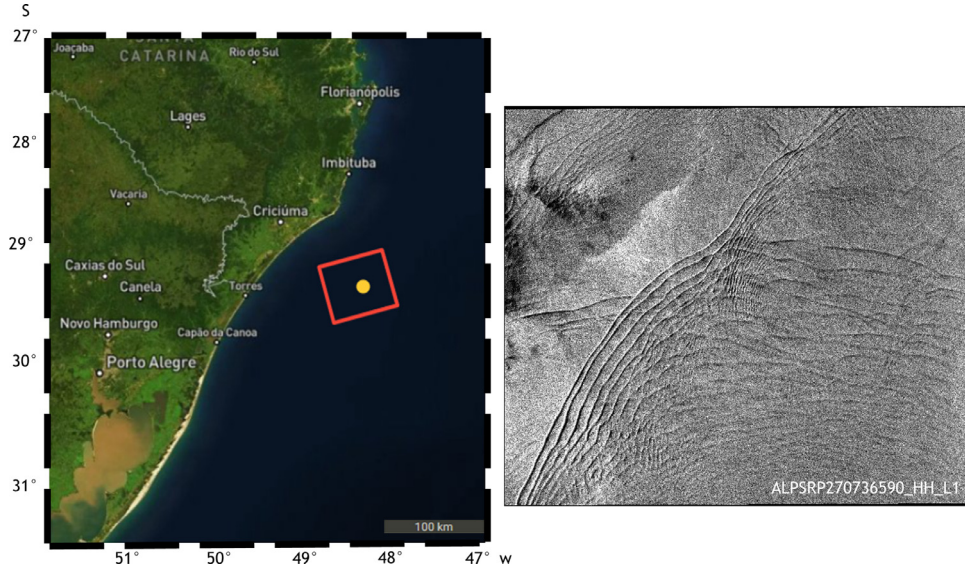 S
27°
28°
29°
30°
31°
SANTA
CATARINA
Joaçaba
Rio do Sul
Florianópolis
Lages
Imbituba
Vacaria
Criciúma
Caxias do Sul
Canela
Torres
Novo Hamburgo
Capão da Canoa
Porto Alegre
100 km
51°
50°
49°
48°
47°
W
ALPSRP270736590_HH_L1